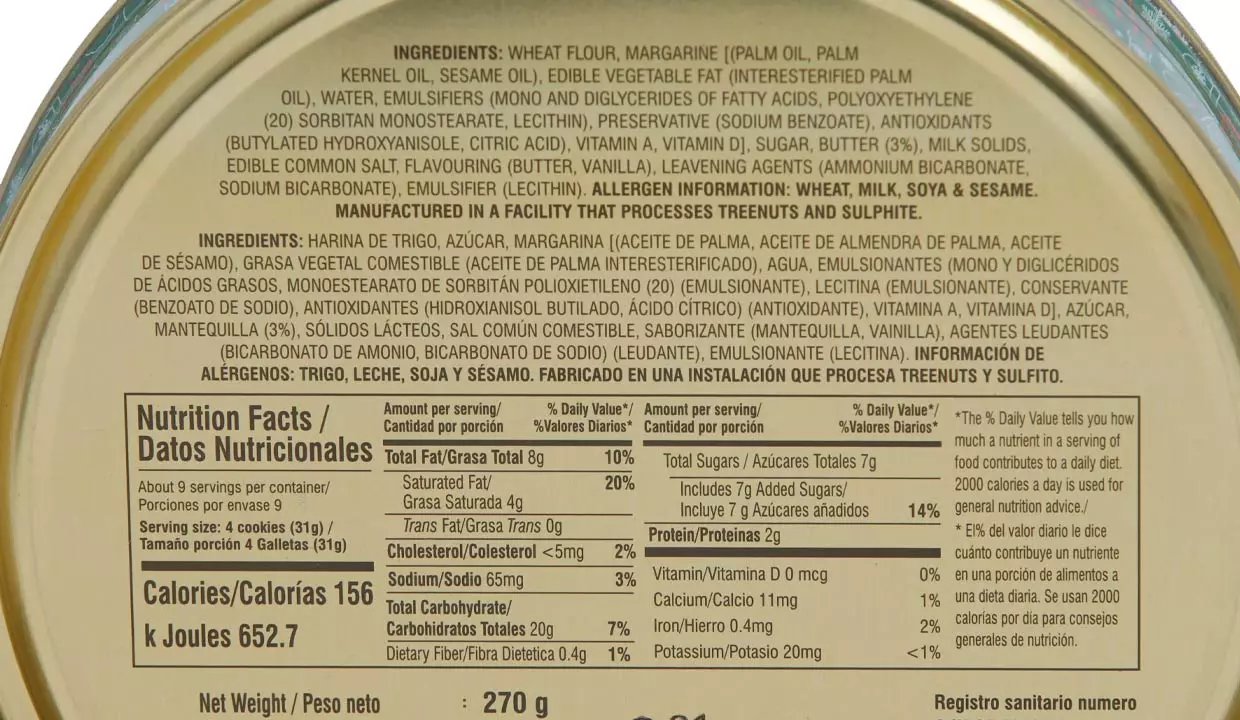 INGREDIENTS: WHEAT FLOUR, MARGARINE [(PALM OIL, PALM
KERNEL OIL, SESAME OIL), EDIBLE VEGETABLE FAT (INTERESTERIFIED PALM
OIL), WATER, EMULSIFIERS (MONO AND DIGLYCERIDES OF FATTY ACIDS, POLYOXYETHYLENE
(20) SORBITAN MONOSTEARATE, LECITHIN), PRESERVATIVE (SODIUM BENZOATE), ANTIOXIDANTS
(BUTYLATED HYDROXYANISOLE, CITRIC ACID), VITAMIN A, VITAMIN D], SUGAR, BUTTER (3%), MILK SOLIDS,
EDIBLE COMMON SALT, FLAVOURING (BUTTER, VANILLA), LEAVENING AGENTS (AMMONIUM BICARBONATE,
SODIUM BICARBONATE), EMULSIFIER (LECITHIN). ALLERGEN INFORMATION: WHEAT, MILK, SOYA & SESAME.
MANUFACTURED IN A FACILITY THAT PROCESSES TREENUTS AND SULPHITE.
INGREDIENTS: HARINA DE TRIGO, AZÚCAR, MARGARINA [(ACEITE DE PALMA, ACEITE DE ALMENDRA DE PALMA, ACEITE
DE SÉSAMO), GRASA VEGETAL COMESTIBLE (ACEITE DE PALMA INTERESTERIFICADO), AGUA, EMULSIONANTES (MONO Y DIGLICÉRIDOS
DE ÁCIDOS GRASOS, MONOESTEARATO DE SORBITÁN POLIOXIETILENO (20) (EMULSIONANTE), LECITINA (EMULSIONANTE), CONSERVANTE
(BENZOATO DE SODIO), ANTIOXIDANTES (HIDROXIANISOL BUTILADO, ÁCIDO CÍTRICO) (ANTIOXIDANTE), VITAMINA A, VITAMINA D], AZÚCAR,
MANTEQUILLA (3%), SÓLIDOS LÁCTEOS, SAL COMÚN COMESTIBLE, SABORIZANTE (MANTEQUILLA, VAINILLA), AGENTES LEUDANTES
(BICARBONATO DE AMONIO, BICARBONATO DE SODIO) (LEUDANTE), EMULSIONANTE (LECITINA). INFORMACIÓN DE
ALÉRGENOS: TRIGO, LECHE, SOJA Y SÉSAMO. FABRICADO EN UNA INSTALACIÓN QUE PROCESA TREENUTS Y SULFITO.
Nutrition Facts /
Datos Nutricionales
About 9 servings per container/
Porciones por envase 9
Serving size: 4 cookies (31g) /
Tamaño porción 4 Galletas (31g)
Calories/Calorías 156
k Joules 652.7
Amount per serving/ % Daily Value*/
Cantidad por porción %Valores Diarios*
Total Fat/Grasa Total 8g 10%
Saturated Fat/ 20%
Grasa Saturada 4g
Trans Fat/Grasa Trans 0g
Cholesterol/Colesterol <5mg 2%
Sodium/Sodio 65mg 3%
Total Carbohydrate/
Carbohidratos Totales 20g 7%
Dietary Fiber/Fibra Dietetica 0.4g 1%
Amount per serving/ % Daily Value*/
Cantidad por porción %Valores Diarios*
Total Sugars / Azúcares Totales 7g
Includes 7g Added Sugars/
Incluye 7 g Azúcares añadidos 14%
Protein/Proteinas 2g
Vitamin/Vitamina D 0 mcg 0%
Calcium/Calcio 11mg 1%
Iron/Hierro 0.4mg 2%
Potassium/Potasio 20mg <1%
*The % Daily Value tells you how
much a nutrient in a serving of
food contributes to a daily diet.
2000 calories a day is used for
general nutrition advice./
* El% del valor diario le dice
cuánto contribuye un nutriente
en una porción de alimentos a
una dieta diaria. Se usan 2000
calorías por día para consejos
generales de nutrición.
Net Weight / Peso neto : 270 g
Registro sanitario numero